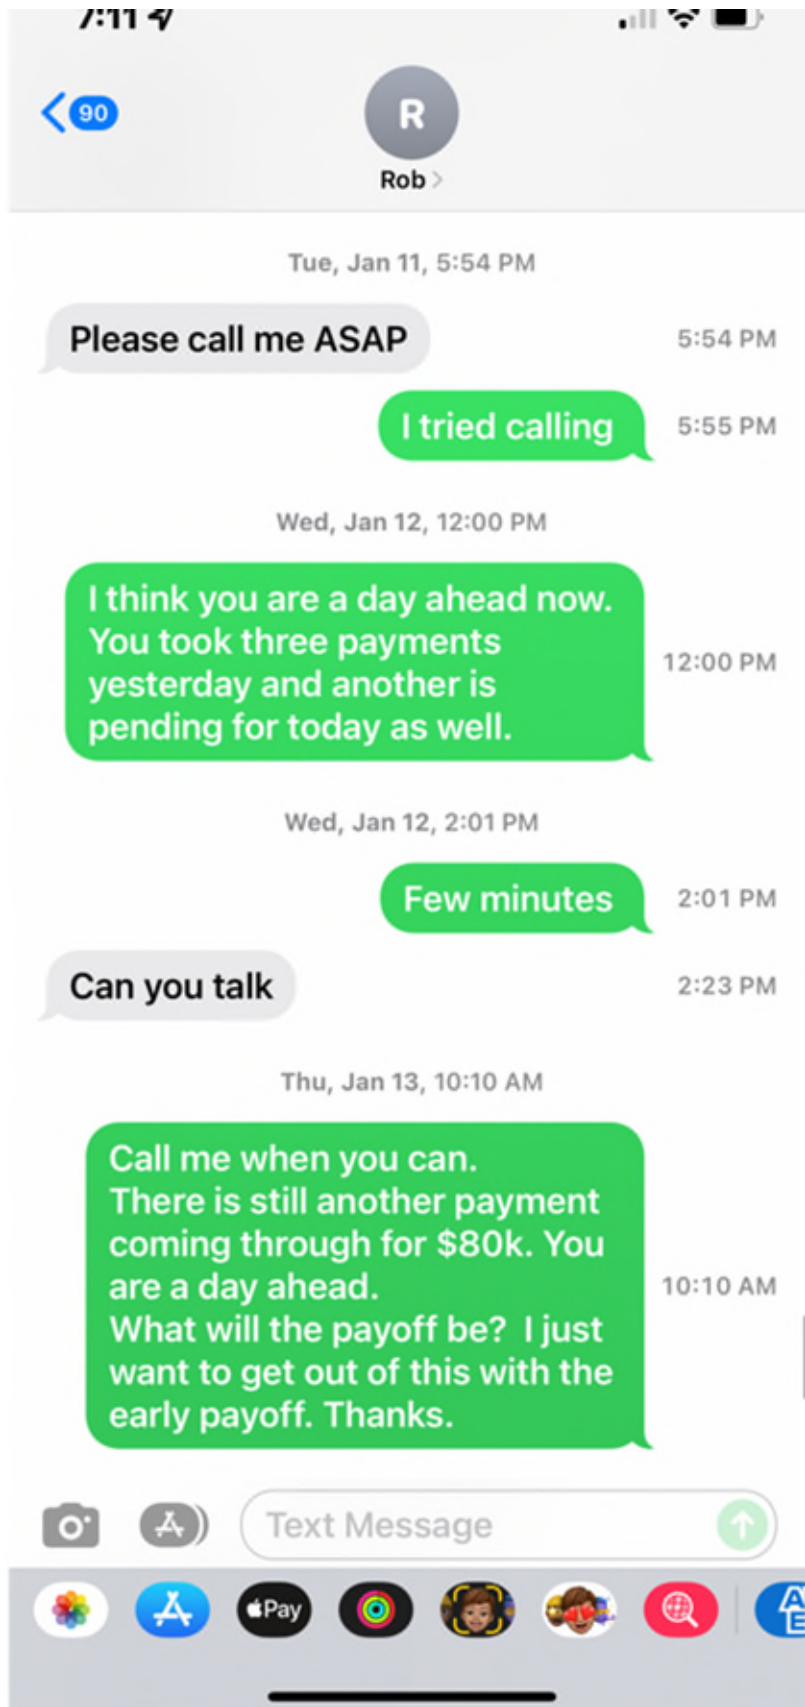 7:11
90
R
Rob
Tue, Jan 11, 5:54 PM
Please call me ASAP
5:54 PM
I tried calling
5:55 PM
Wed, Jan 12, 12:00 PM
I think you are a day ahead now.
You took three payments
yesterday and another is
pending for today as well.
12:00 PM
Wed, Jan 12, 2:01 PM
Few minutes
2:01 PM
Can you talk
2:23 PM
Thu, Jan 13, 10:10 AM
Call me when you can.
There is still another payment
coming through for $80k. You
are a day ahead.
What will the payoff be? I just
want to get out of this with the
early payoff. Thanks.
10:10 AM
Text Message
Pay